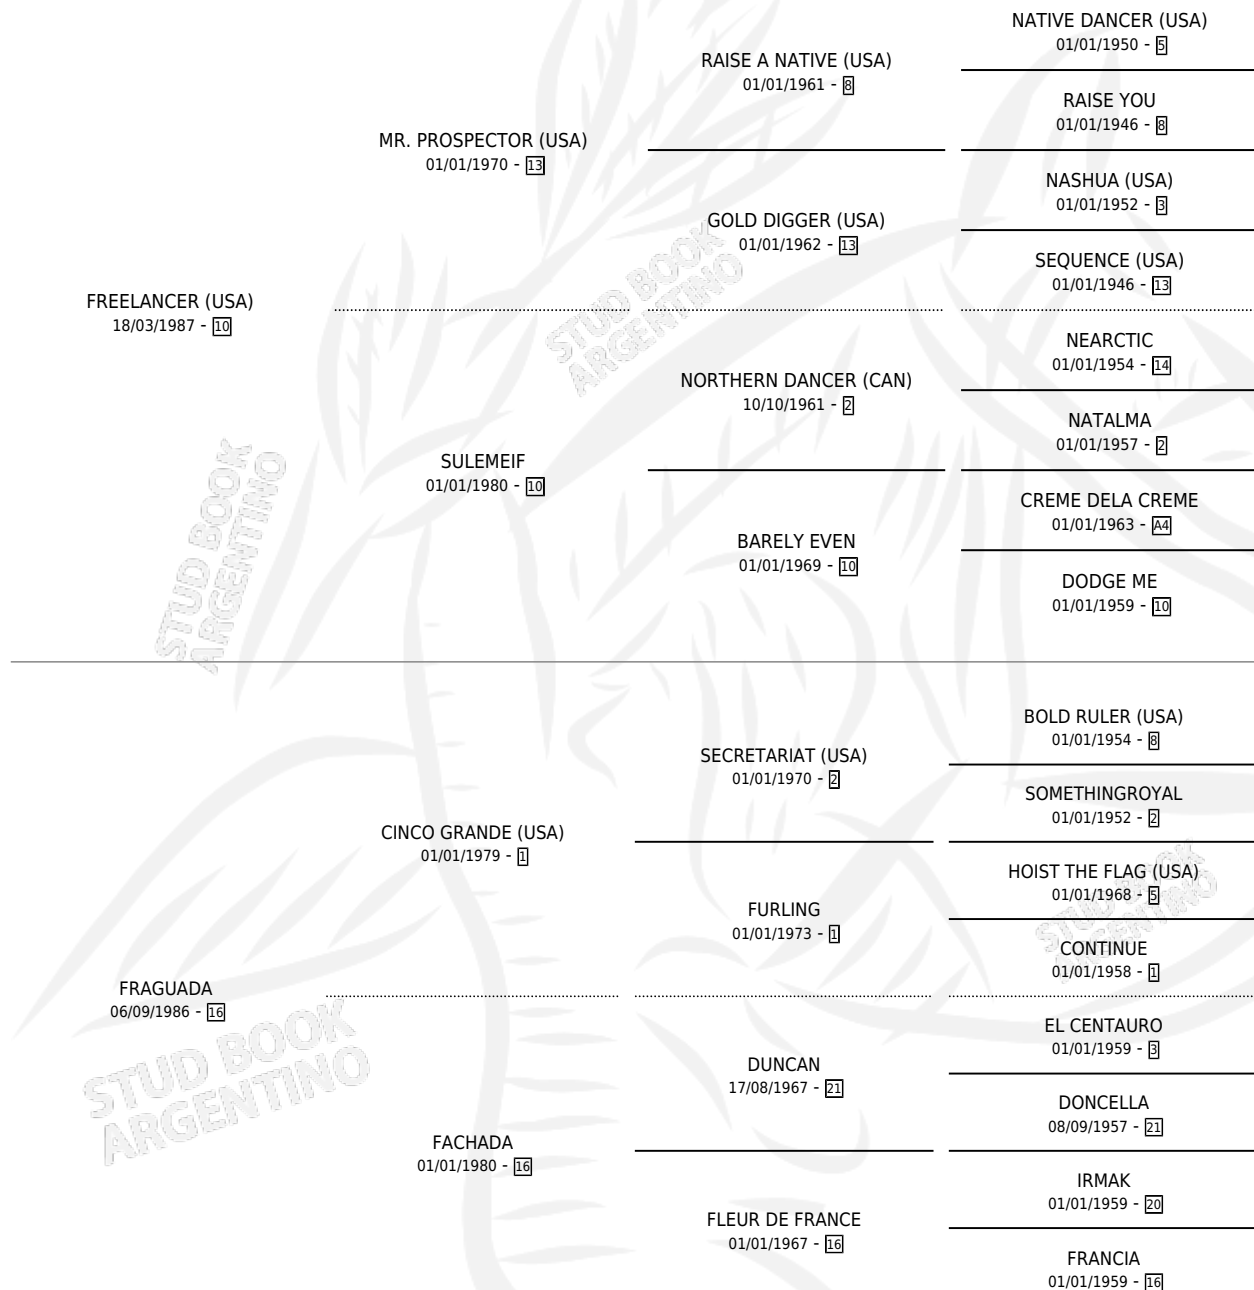 NATIVE DANCER (USA)
01/01/1950 - 5
RAISE A NATIVE (USA)
01/01/1961 - 8
RAISE YOU
01/01/1946 - 8
MR. PROSPECTOR (USA)
01/01/1970 - 13
NASHUA (USA)
01/01/1952 - 3
GOLD DIGGER (USA)
01/01/1962 - 13
SEQUENCE (USA)
01/01/1946 - 13
FREELANCER (USA)
18/03/1987 - 10
NEARCTIC
01/01/1954 - 14
NORTHERN DANCER (CAN)
10/10/1961 - 2
NATALMA
01/01/1957 - 2
SULEMEIF
01/01/1980 - 10
CREME DELA CREME
01/01/1963 - A4
BARELY EVEN
01/01/1969 - 10
DODGE ME
01/01/1959 - 10
BOLD RULER (USA)
01/01/1954 - 8
SECRETARIAT (USA)
01/01/1970 - 2
SOMETHINGROYAL
01/01/1952 - 2
CINCO GRANDE (USA)
01/01/1979 - 1
HOIST THE FLAG (USA)
01/01/1968 - 5
FURLING
01/01/1973 - 1
CONTINUE
01/01/1958 - 1
FRAGUADA
06/09/1986 - 16
EL CENTAURO
01/01/1959 - 3
DUNCAN
17/08/1967 - 21
DONCELLA
08/09/1957 - 21
FACHADA
01/01/1980 - 16
IRMAK
01/01/1959 - 20
FLEUR DE FRANCE
01/01/1967 - 16
FRANCIA
01/01/1959 - 16
STUD BOOK
ARGENTINO
STUD BOOK
ARGENTINO
STUD BOOK
ARGENTINO
STUD BOOK
ARGENTINO